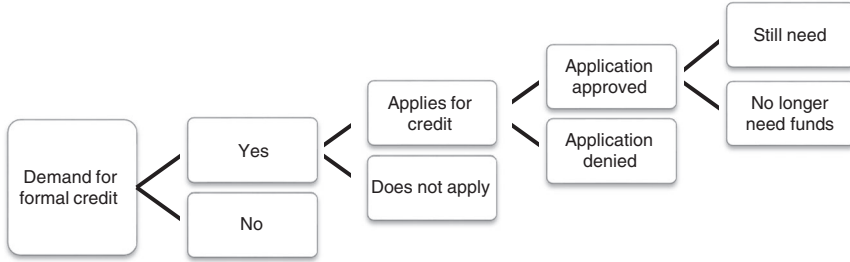 Demand for
formal credit
Yes
No
Applies for
credit
Does not apply
Application
approved
Application
denied
Still need
No longer
need funds